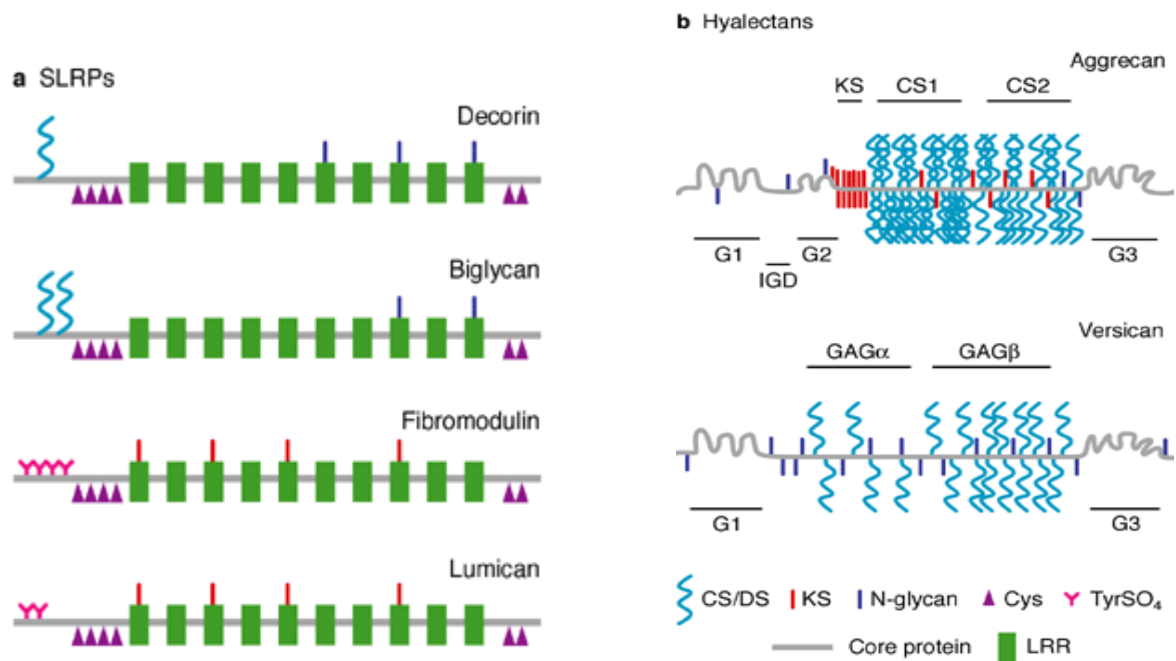 a SLRPs
Decorin
Biglycan
Fibromodulin
Lumican
b Hyalectans
Aggrecan
KS CS1 CS2
G1 G2 G3
IGD
Versican
GAGα GAGβ
G1 G3
CS/DS KS N-glycan Cys TyrSO₄
Core protein LRR